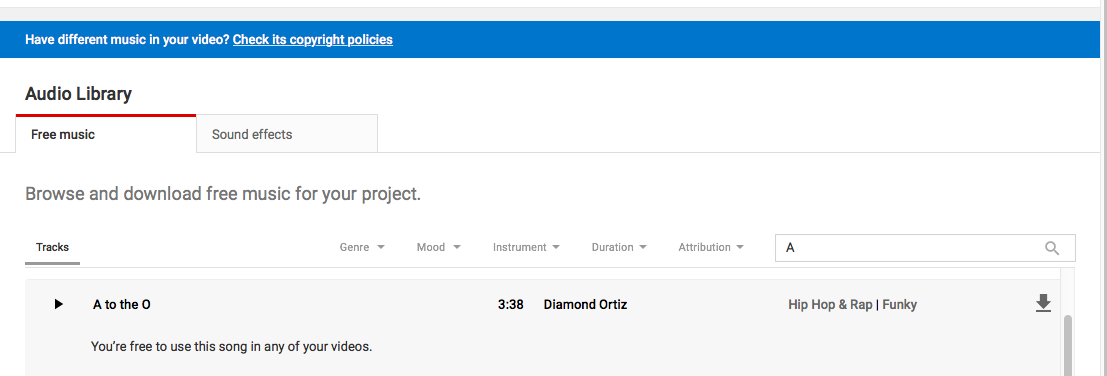 Have different music in your video? Check its copyright policies
Audio Library
Free music Sound effects
Browse and download free music for your project.
Tracks Genre Mood Instrument Duration Attribution A
A to the O 3:38 Diamond Ortiz Hip Hop & Rap | Funky
You're free to use this song in any of your videos.